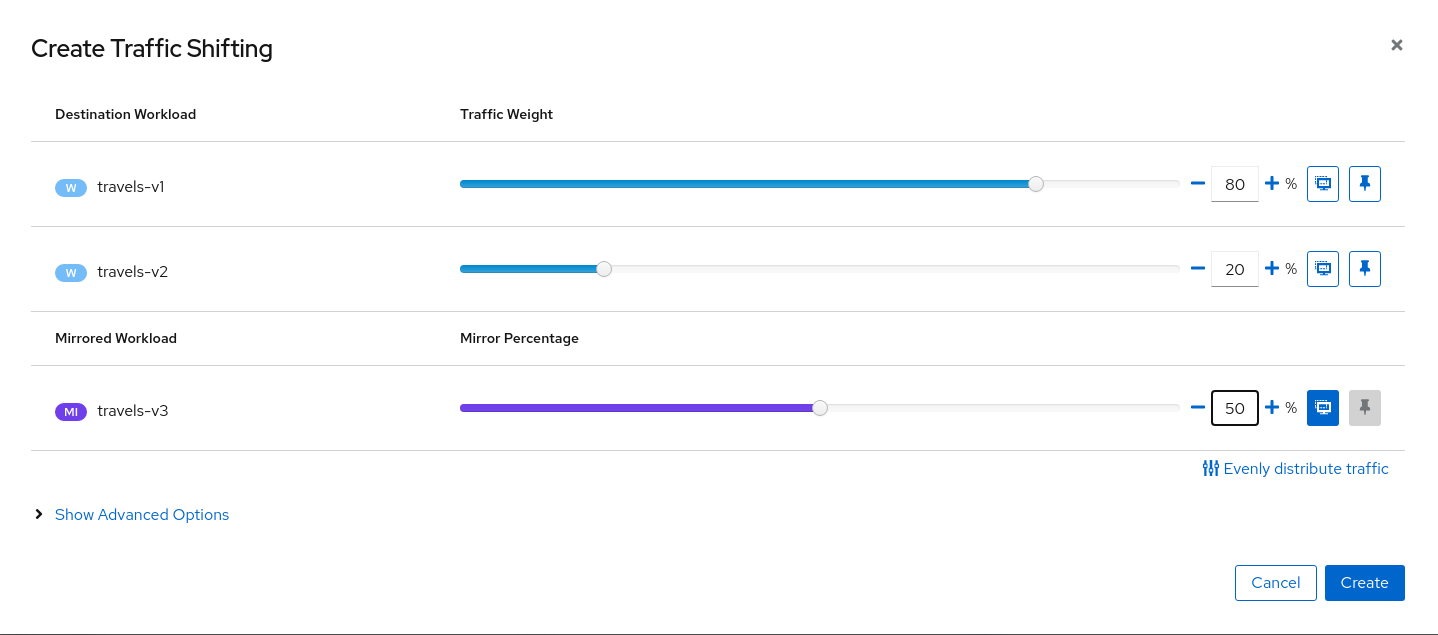 Create Traffic Shifting
Destination Workload Traffic Weight
W travels-v1 80 %
W travels-v2 20 %
Mirrored Workload Mirror Percentage
MI travels-v3 50 %
Evenly distribute traffic
Show Advanced Options
Cancel Create